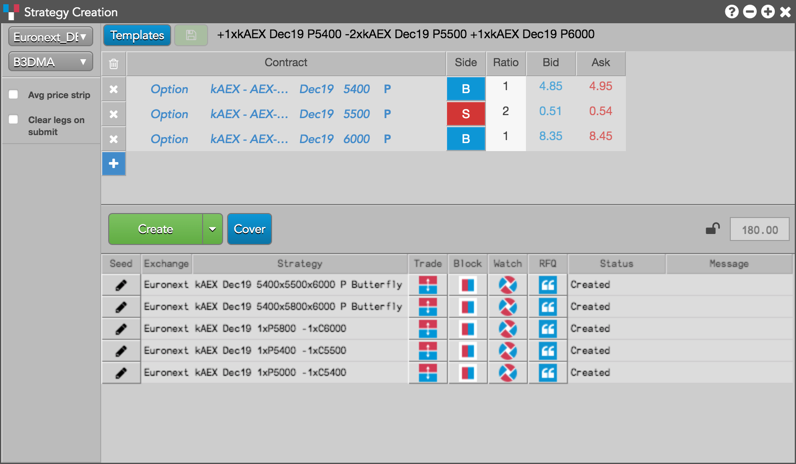 Strategy Creation
Euronext_DE
B3DMA
Avg price strip
Clear legs on
submit
Templates
+1xkAEX Dec19 P5400 -2xkAEX Dec19 P5500 +1xkAEX Dec19 P6000
Contract Side Ratio Bid Ask
Option kAEX - AEX-... Dec19 5400 P B 1 4.85 4.95
Option kAEX - AEX-... Dec19 5500 P S 2 0.51 0.54
Option kAEX - AEX-... Dec19 6000 P B 1 8.35 8.45
Create Cover 180.00
Seed Exchange Strategy Trade Block Watch RFQ Status Message
Euronext kAEX Dec19 5400x5500x6000 P Butterfly Created
Euronext kAEX Dec19 5400x5800x6000 P Butterfly Created
Euronext kAEX Dec19 1xP5800 -1xC6000 Created
Euronext kAEX Dec19 1xP5400 -1xC5500 Created
Euronext kAEX Dec19 1xP5000 -1xC5400 Created